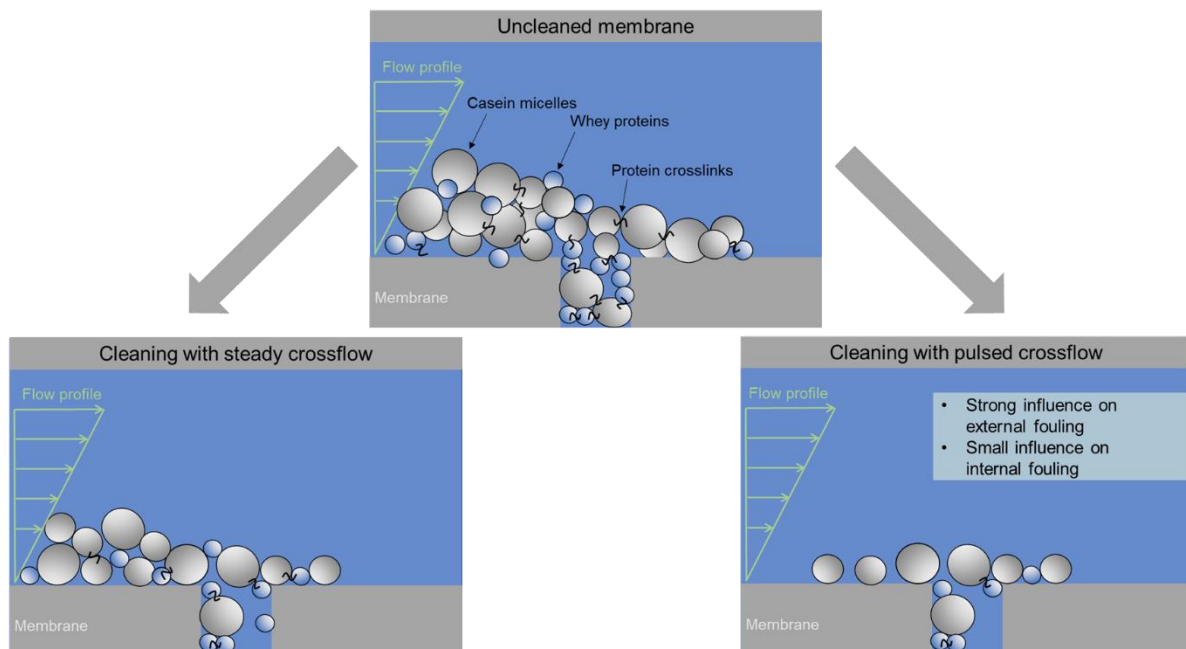 Uncleaned membrane
Flow profile
Casein micelles
Whey proteins
Protein crosslinks
Membrane
Cleaning with steady crossflow
Flow profile
Membrane
Cleaning with pulsed crossflow
Flow profile
• Strong influence on
external fouling
• Small influence on
internal fouling
Membrane